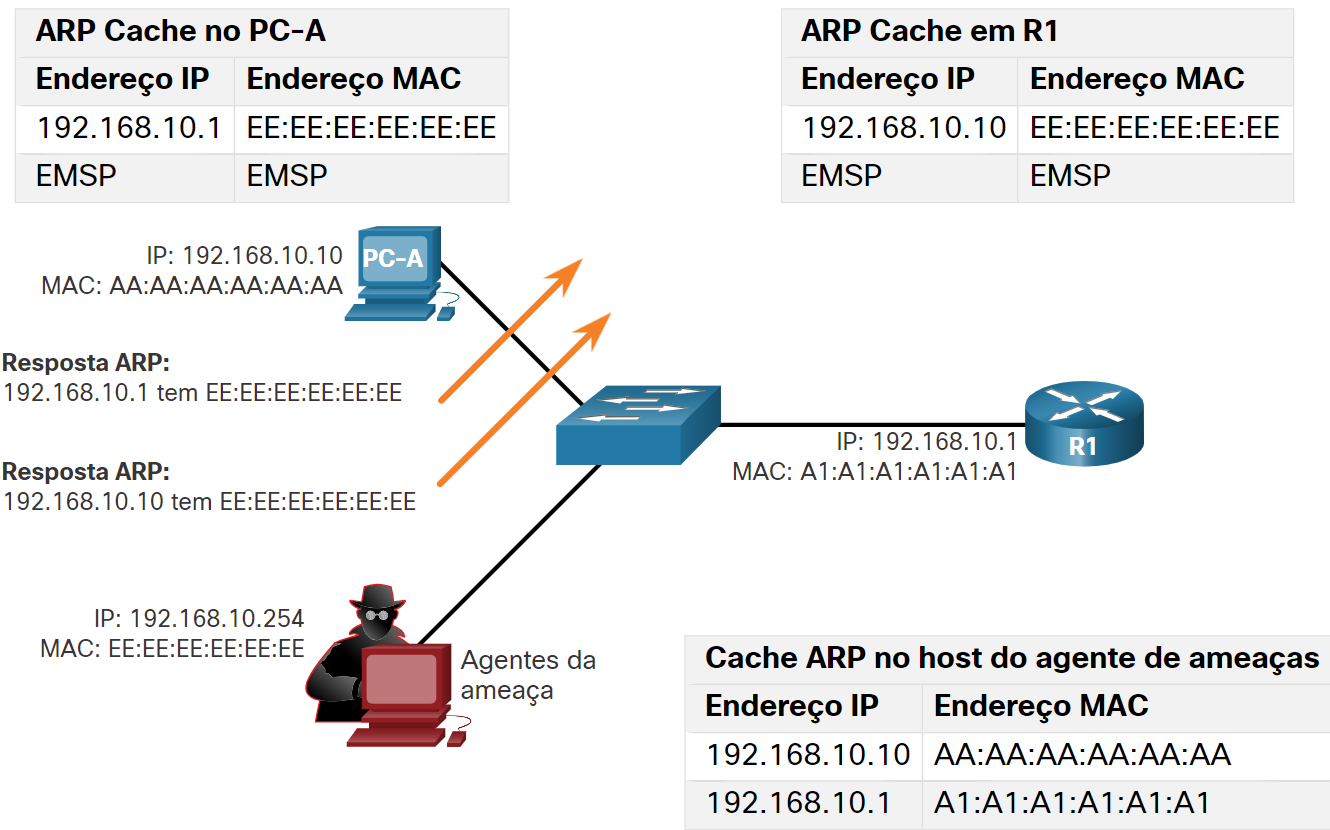 ARP Cache no PC-A
Endereço IP Endereço MAC
192.168.10.1 EE:EE:EE:EE:EE:EE
EMSP EMSP
ARP Cache em R1
Endereço IP Endereço MAC
192.168.10.10 EE:EE:EE:EE:EE:EE
EMSP EMSP
IP: 192.168.10.10
MAC: AA:AA:AA:AA:AA:AA
PC-A
Resposta ARP:
192.168.10.1 tem EE:EE:EE:EE:EE:EE
Resposta ARP:
192.168.10.10 tem EE:EE:EE:EE:EE:EE
IP: 192.168.10.1
MAC: A1:A1:A1:A1:A1:A1
R1
IP: 192.168.10.254
MAC: EE:EE:EE:EE:EE:EE
Agentes da
ameaça
Cache ARP no host do agente de ameaças
Endereço IP Endereço MAC
192.168.10.10 AA:AA:AA:AA:AA:AA
192.168.10.1 A1:A1:A1:A1:A1:A1